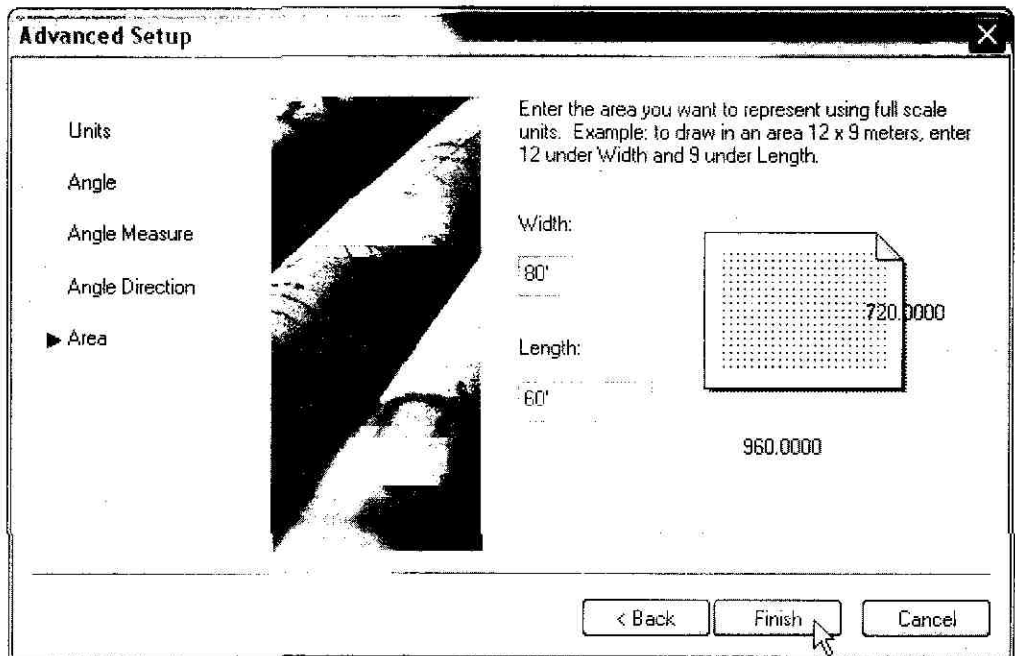 Advanced Setup
Units
Angle
Angle Measure
Angle Direction
Area
Enter the area you want to represent using full scale
units. Example: to draw in an area 12 x 9 meters, enter
12 under Width and 9 under Length.
Width:
80'
Length:
60'
720.0000
960.0000
< Back
Finish
Cancel